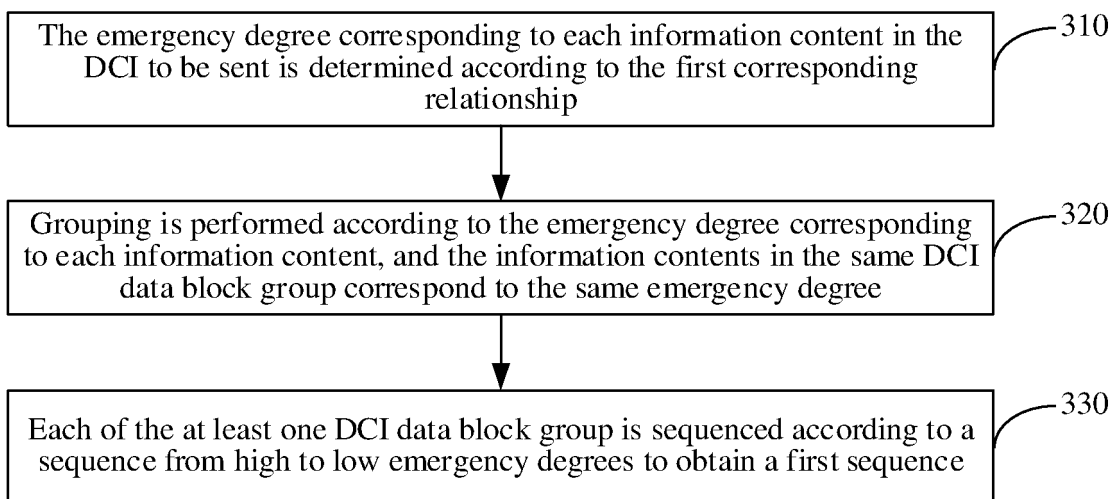 The emergency degree corresponding to each information content in the
DCI to be sent is determined according to the first corresponding
relationship
310
Grouping is performed according to the emergency degree corresponding
to each information content, and the information contents in the same DCI
data block group correspond to the same emergency degree
320
Each of the at least one DCI data block group is sequenced according to a
sequence from high to low emergency degrees to obtain a first sequence
330